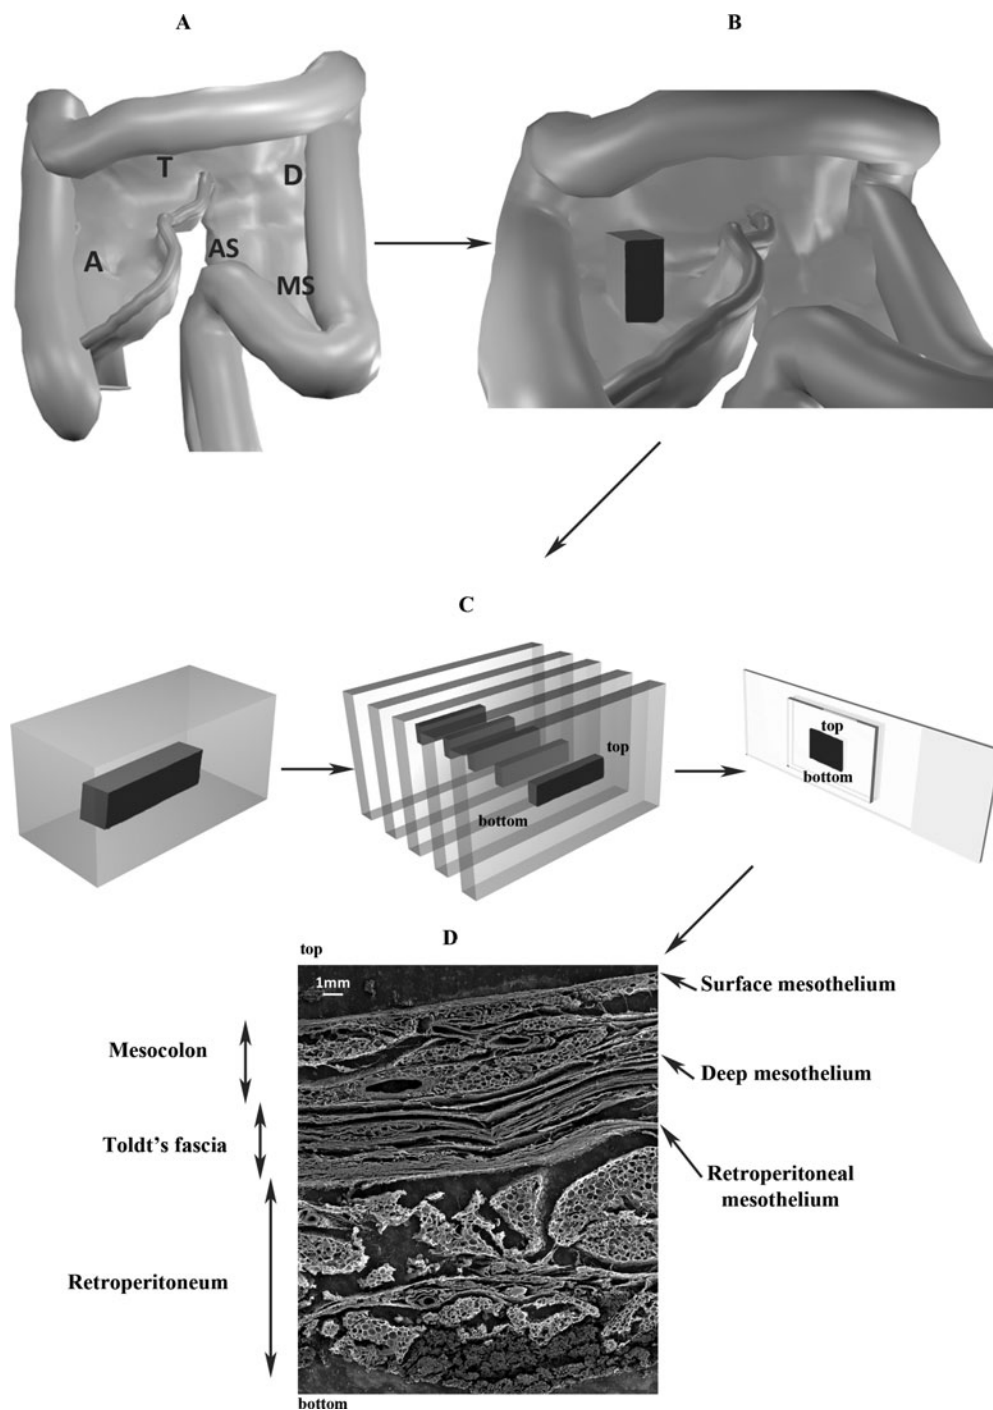 A
B
T
D
A
AS
MS
C
top
bottom
top
bottom
D
top
1mm
Surface mesothelium
Mesocolon
Deep mesothelium
Toldt's fascia
Retroperitoneal
mesothelium
Retroperitoneum
bottom